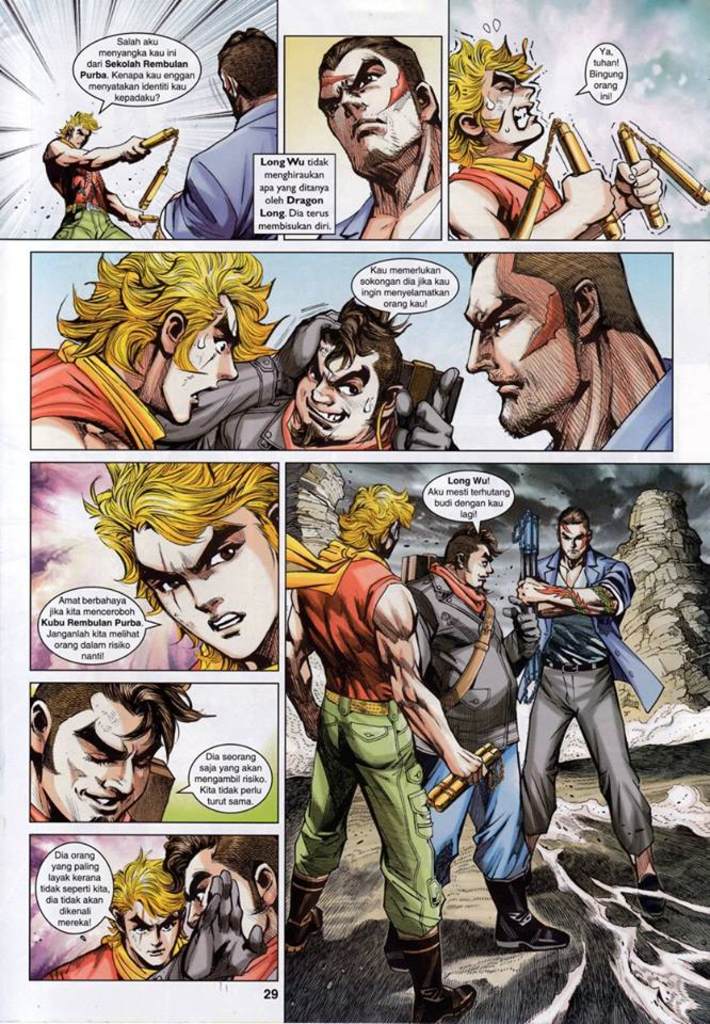 Salah aku
menyangka kau ini
dari Sekolah Rembulan
Purba. Kenapa kau enggan
menyatakan identiti kau
kepadaku?
Long Wu tidak
menghiraukan
apa yang ditanya
oleh Dragon
Long. Dia terus
membisukan diri.
Ya,
tuhan!
Bingung
orang
ini!
Kau memerlukan
sokongan dia jika kau
ingin menyelamatkan
orang kau!
Amat berbahaya
jika kita menceroboh
Kubu Rembulan Purba.
Janganlah kita melihat
orang dalam risiko
nanti!
Dia seorang
saja yang akan
mengambil risiko.
Kita tidak perlu
turut sama.
Dia orang
yang paling
layak kerana
tidak seperti kita,
dia tidak akan
dikenali
mereka!
Long Wu!
Aku mesti terhutang
budi dengan kau
lagi!
29